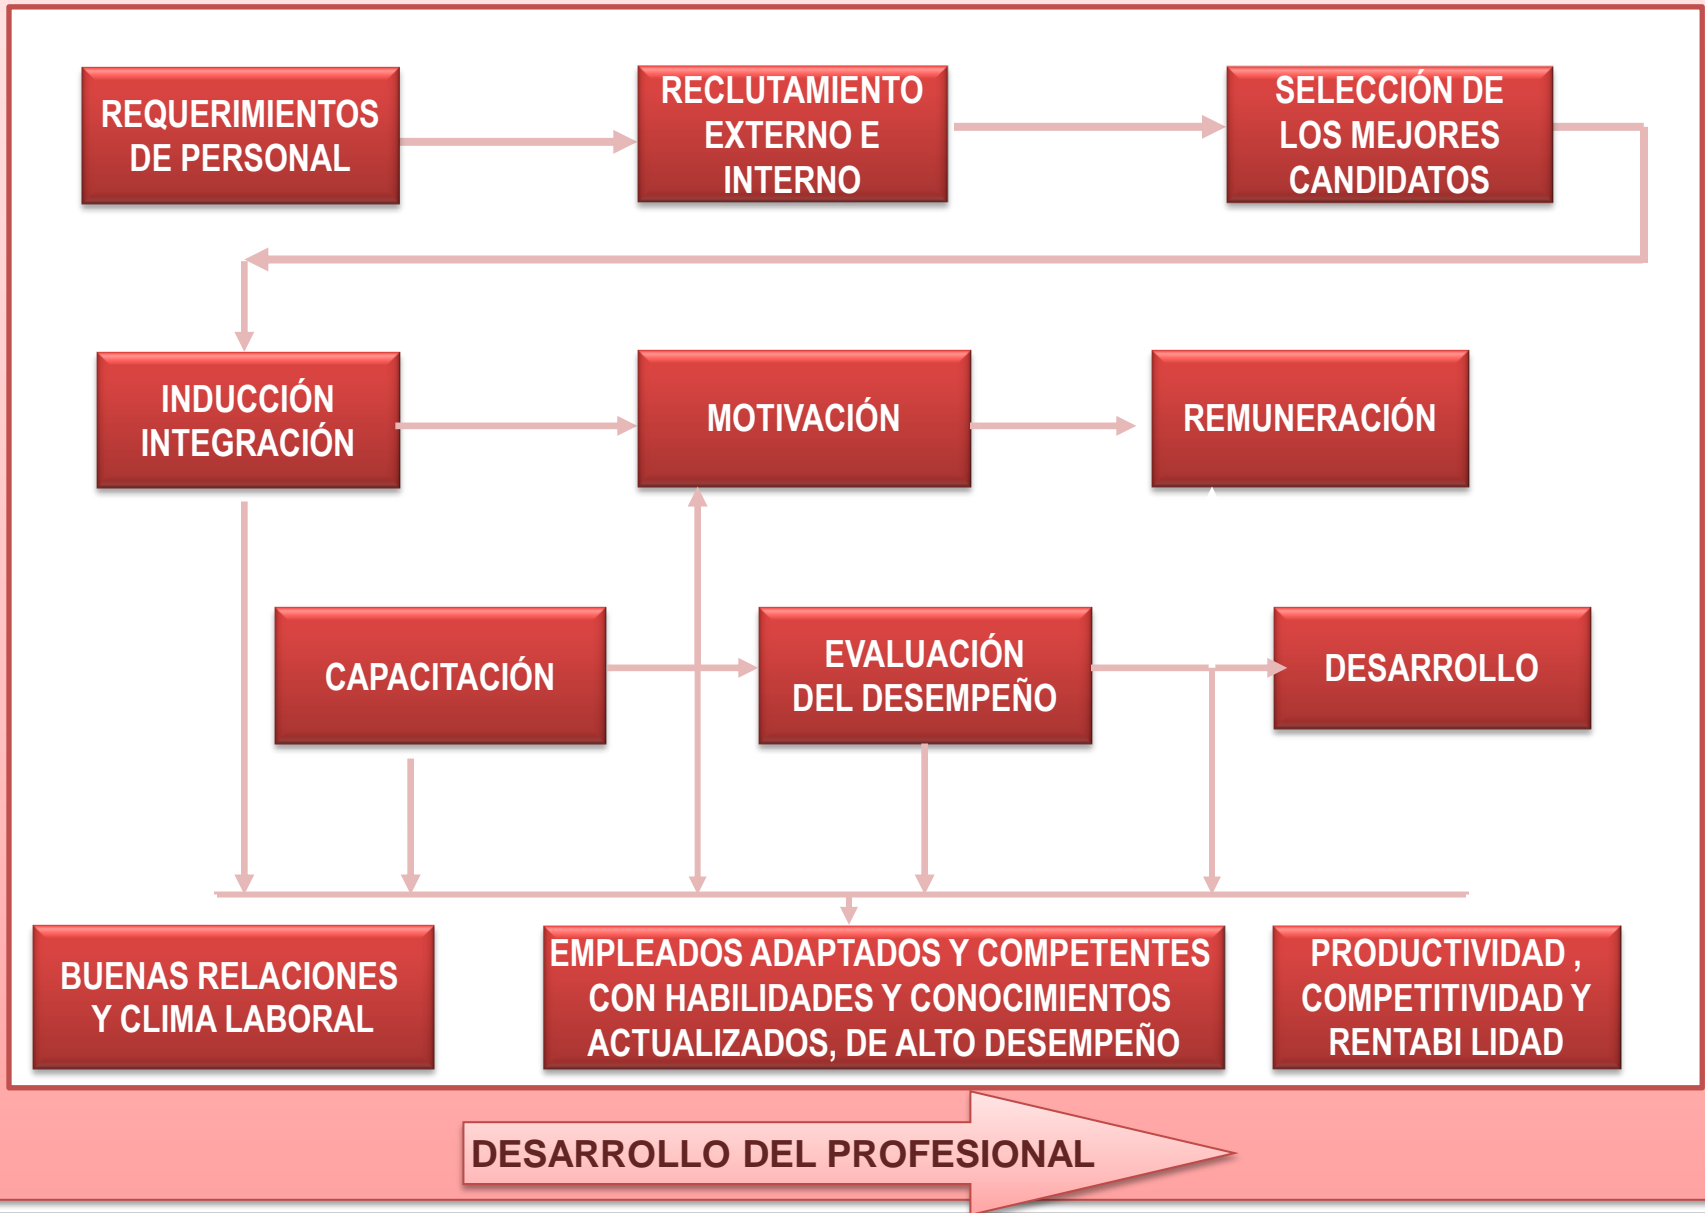 REQUERIMIENTOS
DE PERSONAL
RECLUTAMIENTO
EXTERNO E
INTERNO
SELECCIÓN DE
LOS MEJORES
CANDIDATOS
INDUCCIÓN
INTEGRACIÓN
MOTIVACIÓN
REMUNERACIÓN
CAPACITACIÓN
EVALUACIÓN
DEL DESEMPEÑO
DESARROLLO
BUENAS RELACIONES
Y CLIMA LABORAL
EMPLEADOS ADAPTADOS Y COMPETENTES
CON HABILIDADES Y CONOCIMIENTOS
ACTUALIZADOS, DE ALTO DESEMPEÑO
PRODUCTIVIDAD ,
COMPETITIVIDAD Y
RENTABI LIDAD
DESARROLLO DEL PROFESIONAL